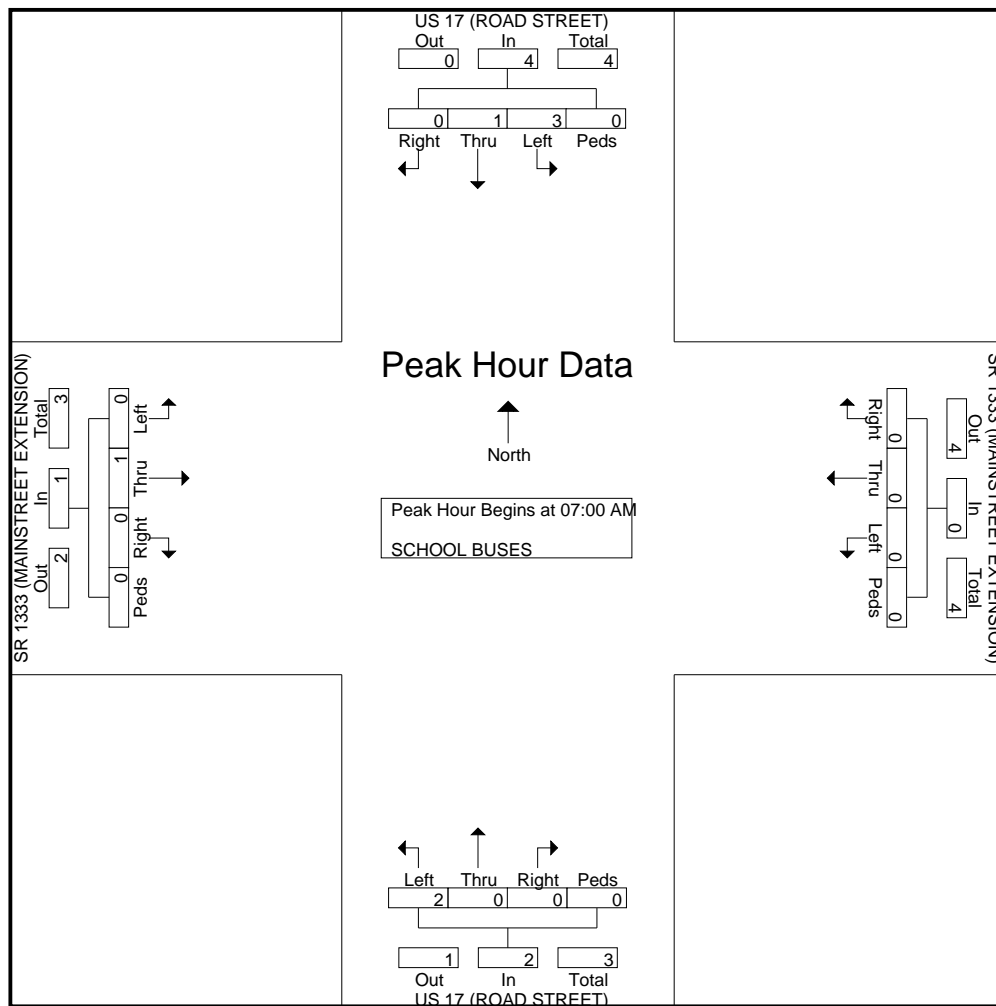 US 17 (ROAD STREET)
Out In Total
0 4 4
0 1 3 0
Right Thru Left Peds
SR 1333 (MAINSTREET EXTENSION)
Total In Out
3 1 2
0 1 0 0
Left Thru Right Peds
Peak Hour Data
North
Peak Hour Begins at 07:00 AM
SCHOOL BUSES
Right Thru Left Peds
0 0 0 0
4 0 4
Out In Total
SR 1333 (MAINSTREET EXTENSION)
Left Thru Right Peds
2 0 0 0
1 2 3
Out In Total
US 17 (ROAD STREET)